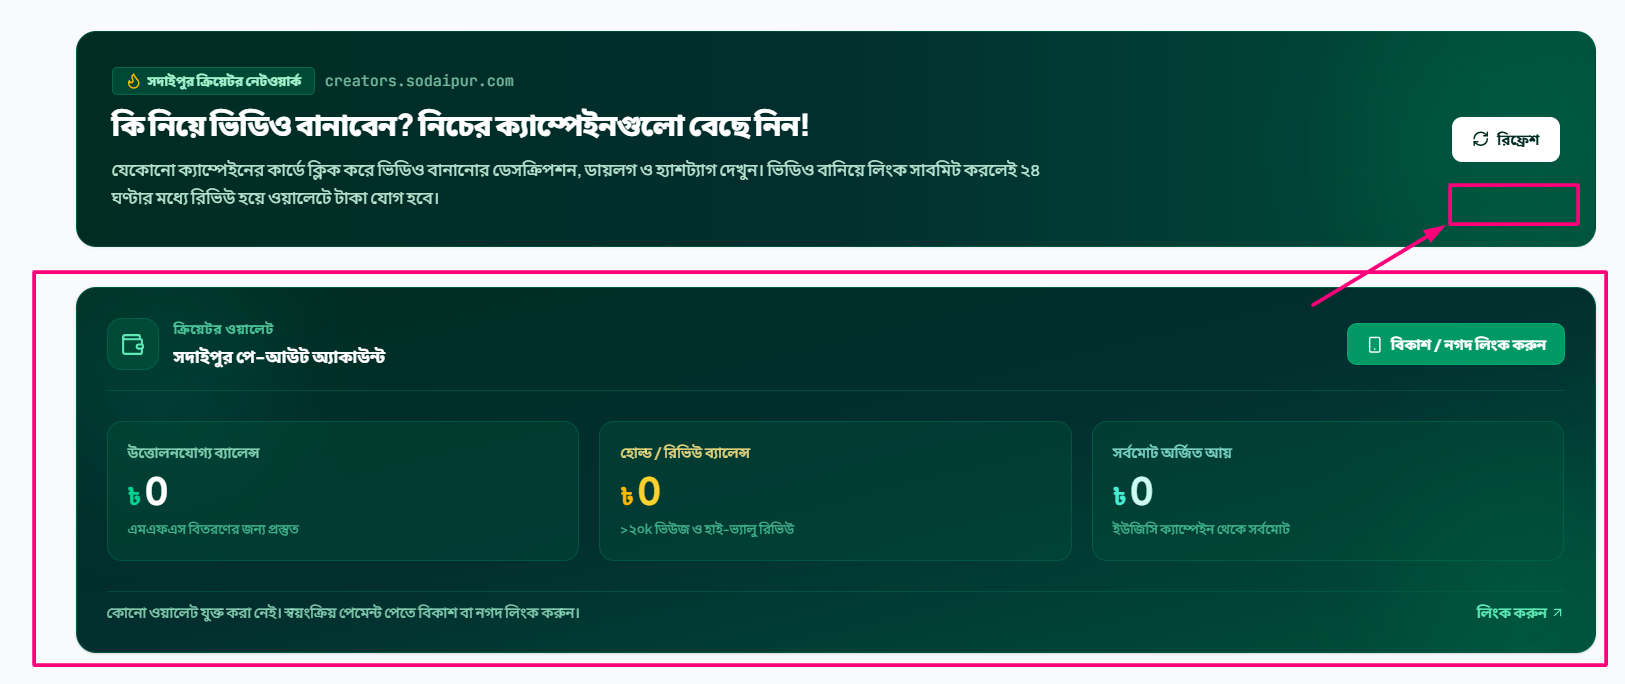 সদাইপুর ক্রিয়েটর নেটওয়ার্ক creators.sodaipur.com
কি নিয়ে ভিডিও বানাবেন? নিচের ক্যাম্পেইনগুলো বেছে নিন!
যেকোনো ক্যাম্পেইনের কার্ডে ক্লিক করে ভিডিও বানানোর ডেসক্রিপশন, ডায়লগ ও হ্যাশট্যাগ দেখুন। ভিডিও বানিয়ে লিংক সাবমিট করলেই ২৪
ঘণ্টার মধ্যে রিভিউ হয়ে ওয়ালেটে টাকা যোগ হবে।
রিফ্রেশ
ক্রিয়েটর ওয়ালেট
সদাইপুর পে-আউট অ্যাকাউন্ট
বিকাশ / নগদ লিংক করুন
উত্তোলনযোগ্য ব্যালেন্স
৳ 0
এমএফএস বিতরণের জন্য প্রস্তুত
হোল্ড / রিভিউ ব্যালেন্স
৳ 0
>২০k ভিউজ ও হাই-ভ্যালু রিভিউ
সর্বমোট অর্জিত আয়
৳ 0
ইউজিসি ক্যাম্পেইন থেকে সর্বমোট
কোনো ওয়ালেট যুক্ত করা নেই। স্বয়ংক্রিয় পেমেন্ট পেতে বিকাশ বা নগদ লিংক করুন।
লিংক করুন